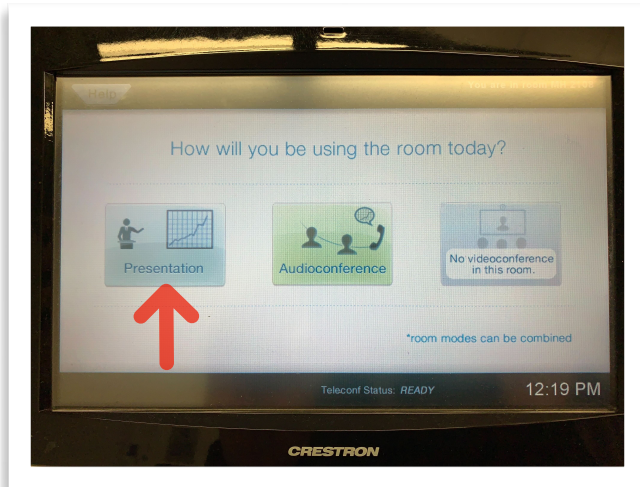 Help
How will you be using the room today?
Presentation
Audioconference
No videoconference
in this room.
*room modes can be combined
Teleconf Status: READY
12:19 PM
CRESTRON